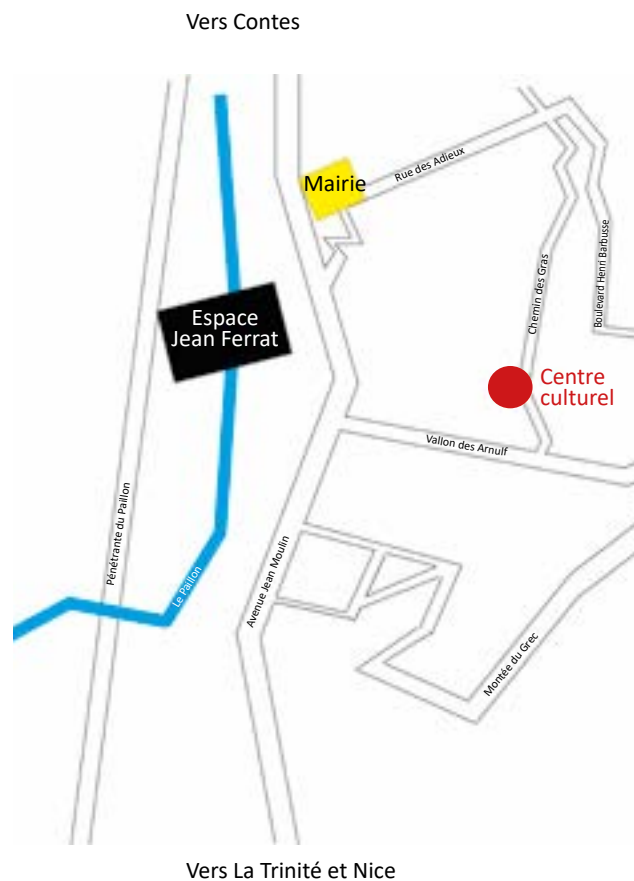 Vers Contes
Mairie
Rue des Adieux
Chemin des Gras
Boulevard Henri Barbusse
Espace
Jean Ferrat
Centre
culturel
Vallon des Arnulf
Pénétrante du Paillon
Le Paillon
Avenue Jean Moulin
Montée du Grec
Vers La Trinité et Nice